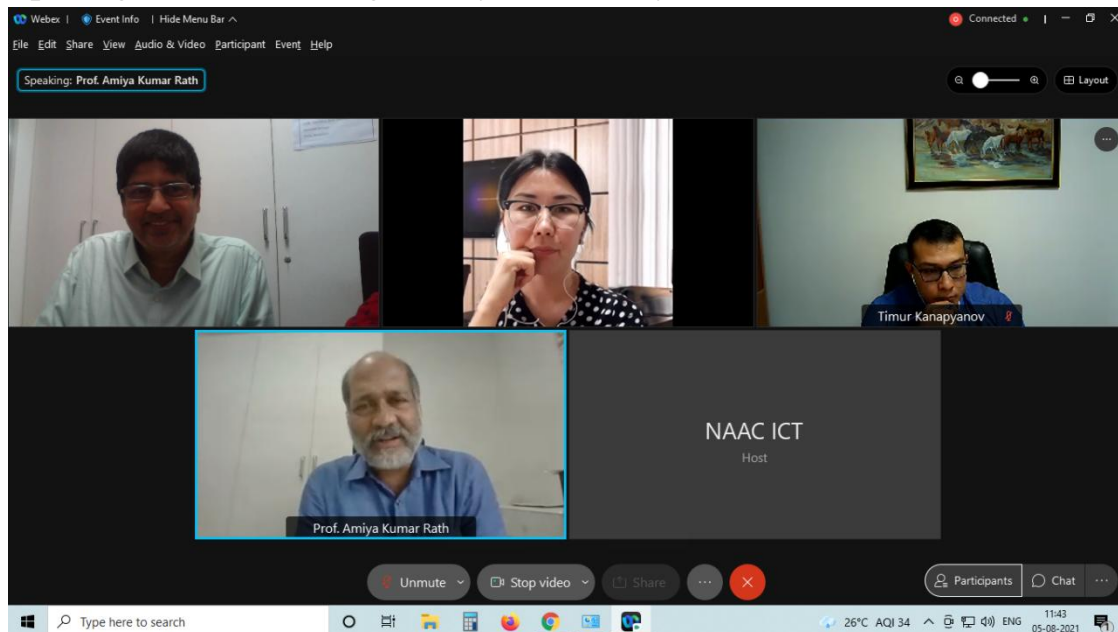 Webex | Event Info | Hide Menu Bar
Connected
File Edit Share View Audio & Video Participant Event Help
Speaking: Prof. Amiya Kumar Rath
Layout
Timur Kanapyanov
Prof. Amiya Kumar Rath
NAAC ICT
Host
Unmute Stop video Share Participants Chat
Type here to search
26°C AQI 34 ENG 11:43
05-08-2021